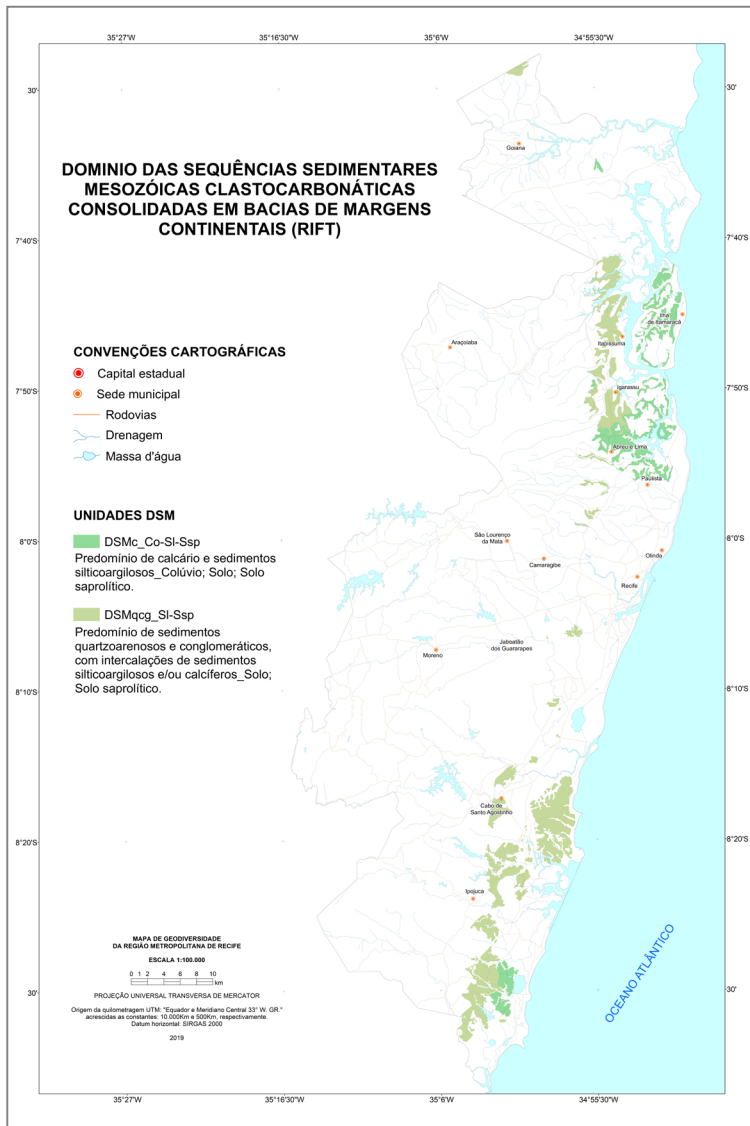 35°27'W
35°16'30"W
35°6'W
34°55'30"W
30'
30'
Goiana
DOMINIO DAS SEQUÊNCIAS SEDIMENTARES
MESOZÓICAS CLASTOCARBONÁTICAS
CONSOLIDADAS EM BACIAS DE MARGENS
CONTINENTAIS (RIFT)
7°40'S
7°40'S
Ilha
de Itamaracá
Araçoiaba
Itapissuma
CONVENÇÕES CARTOGRÁFICAS
Capital estadual
Sede municipal
Rodovias
Drenagem
Massa d'água
7°50'S
7°50'S
Igarassu
Abreu e Lima
Paulista
UNIDADES DSM
DSMc_Co-Sl-Ssp
Predomínio de calcário e sedimentos
silticoargilosos_Colúvio; Solo; Solo
saprolítico.
DSMqcg_Sl-Ssp
Predomínio de sedimentos
quartzoarenosos e conglomeráticos,
com intercalações de sedimentos
silticoargilosos e/ou calcíferos_Solo;
Solo saprolítico.
8°0'S
8°0'S
São Lourenço
da Mata
Camaragibe
Olinda
Recife
Jaboatão
dos Guararapes
Moreno
8°10'S
8°10'S
Cabo de
Santo Agostinho
8°20'S
8°20'S
Ipojuca
OCEANO ATLÂNTICO
MAPA DE GEODIVERSIDADE
DA REGIÃO METROPOLITANA DE RECIFE
ESCALA 1:100.000
0 1 2 4 6 8 10
km
PROJEÇÃO UNIVERSAL TRANSVERSA DE MERCATOR
Origem da quilometragem UTM: "Equador e Meridiano Central 33° W. GR."
acrescidas as constantes: 10.000Km e 500Km, respectivamente.
Datum horizontal: SIRGAS 2000
2019
30'
30'
35°27'W
35°16'30"W
35°6'W
34°55'30"W